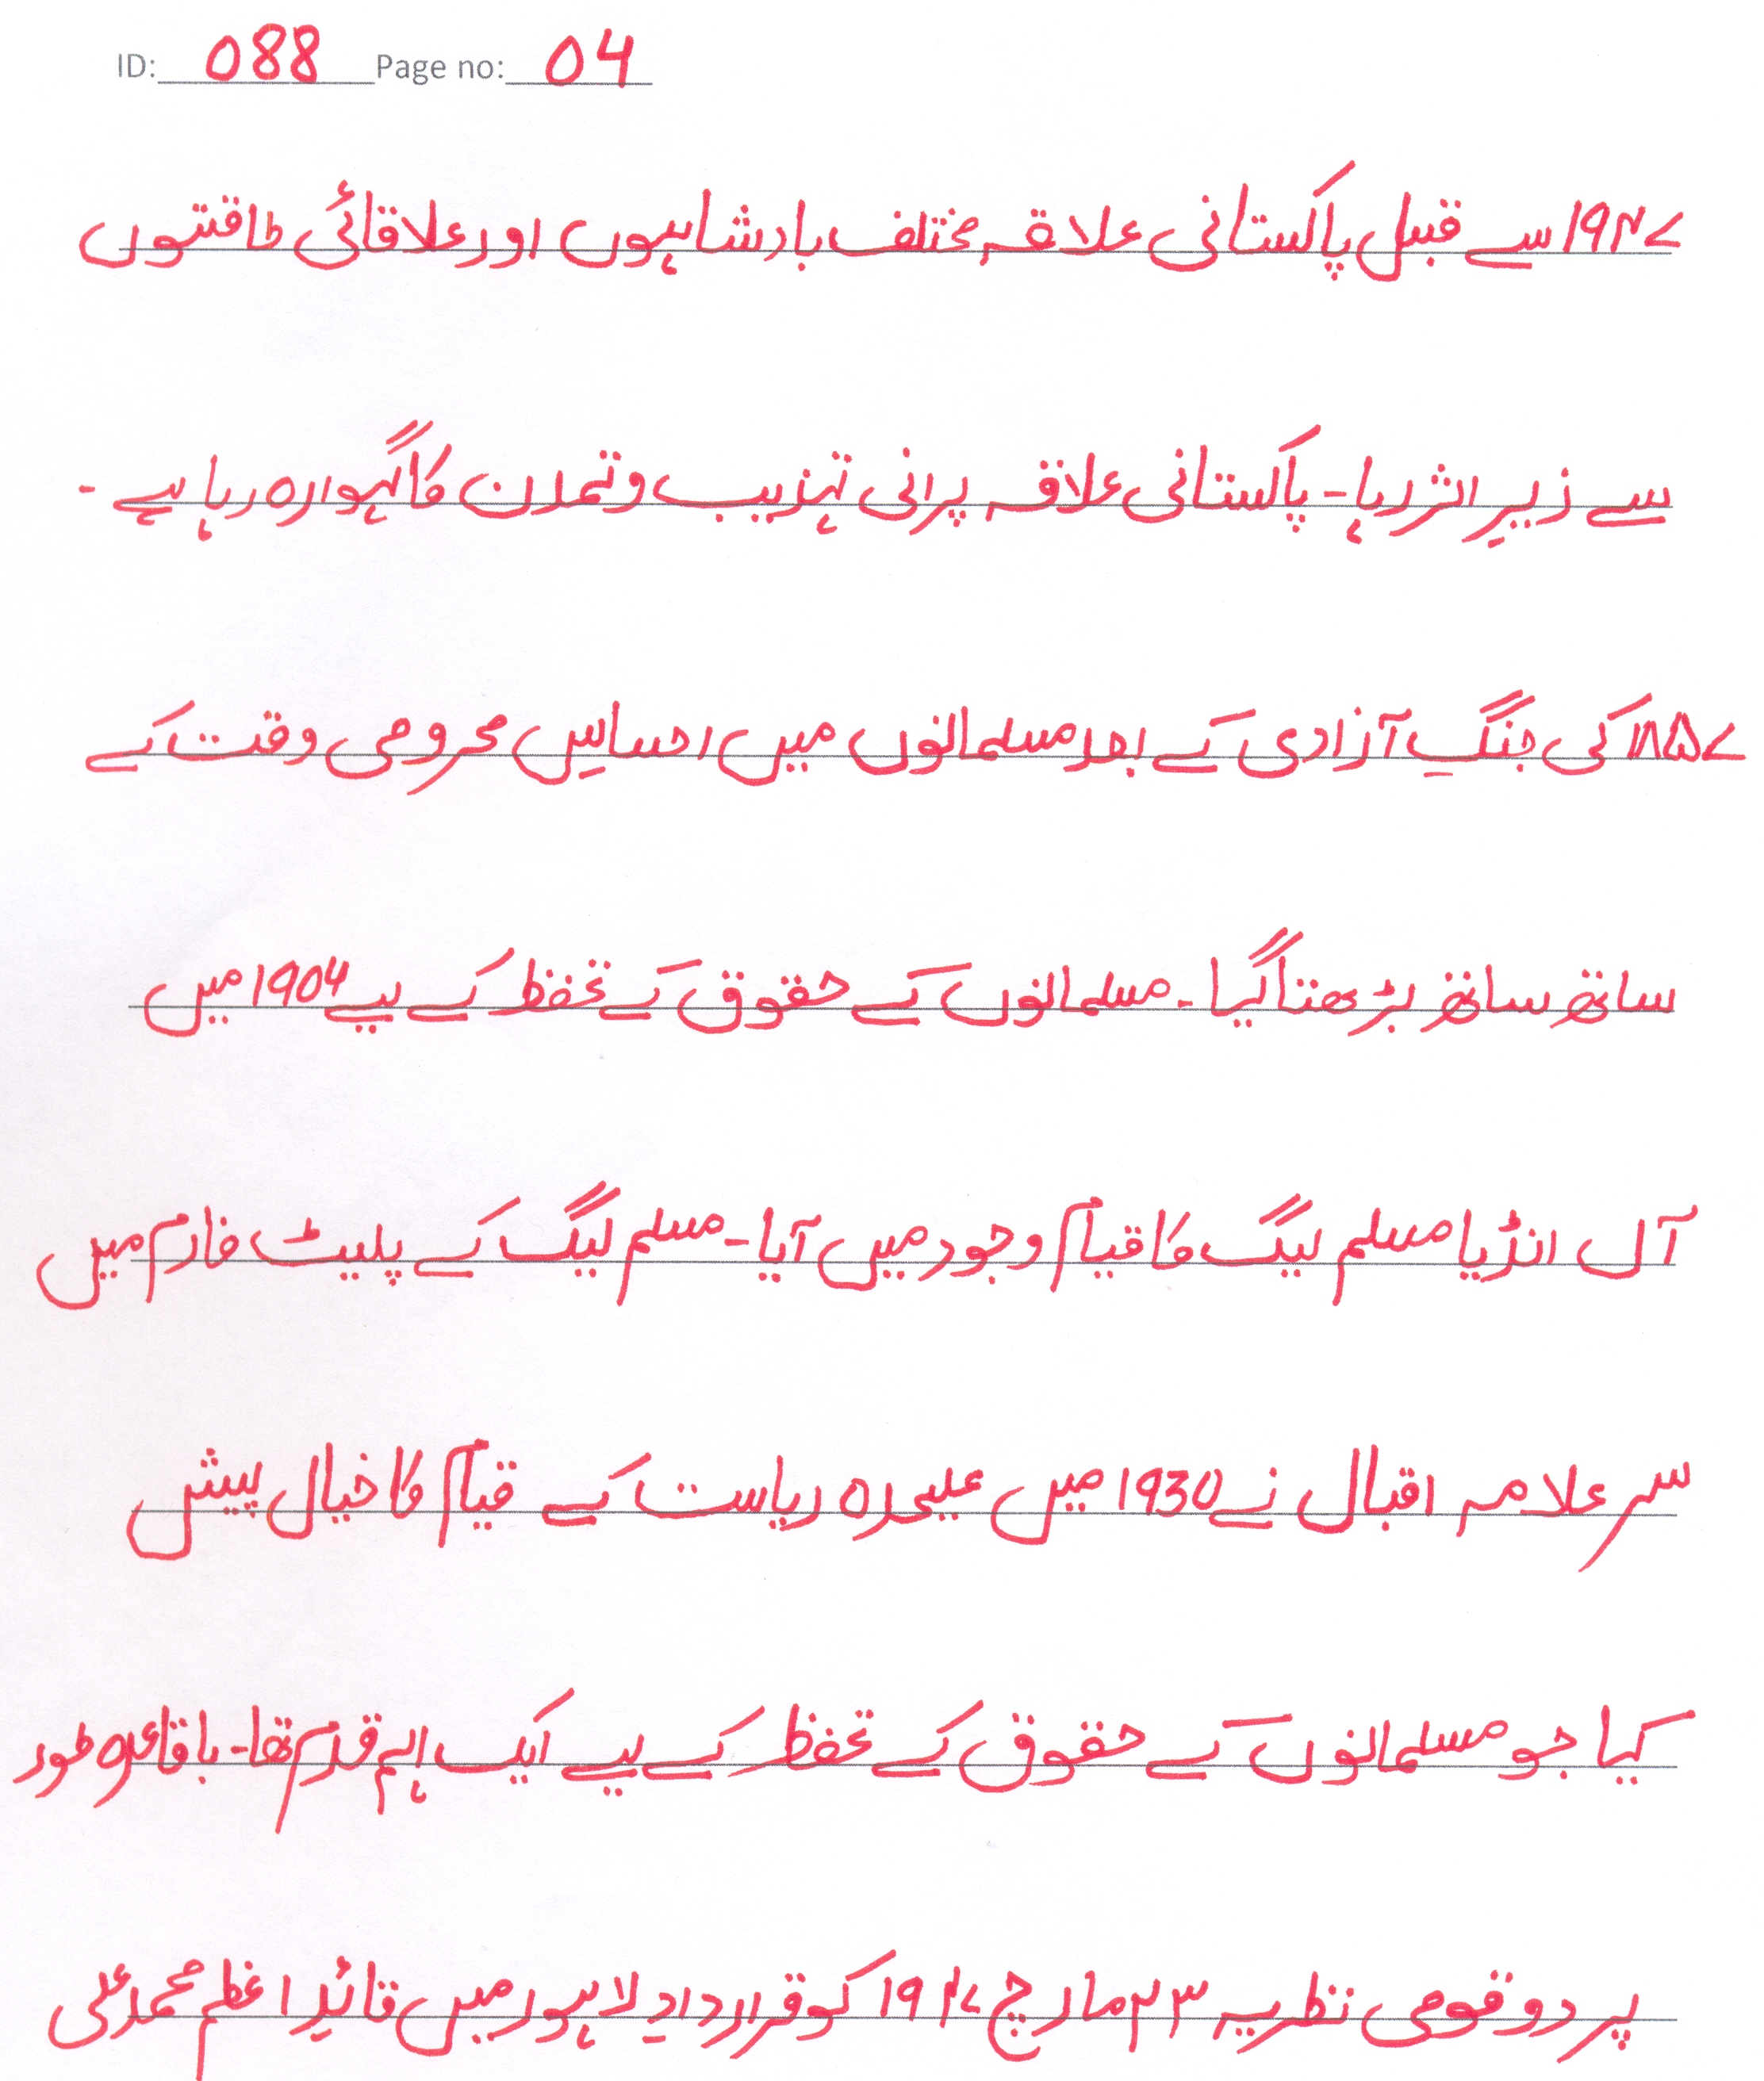 ID: 088 Page no: 04
۱۹۴۷ سے قبل پاکستانی علاقہ مختلف بادشاہوں اور علاقائی طاقتوں
سے زیرِ اثر رہا۔ پاکستانی علاقہ پرانی تہزیب و تمدن کا گہوارہ رہا ہے۔
۱۸۵۷ کی جنگِ آزادی کے بعد مسلمانوں میں احساسِ محرومی وقت کے
ساتھ ساتھ بڑھتا گیا۔ مسلمانوں کے حقوق کے تحفظ کے لیے 1904 میں
آل انڈیا مسلم لیگ کا قیام وجود میں آیا۔ مسلم لیگ کے پلیٹ فارم میں
سر علامہ اقبال نے 1930 میں علیحدہ ریاست کے قیام کا خیال پیش
کیا جو مسلمانوں کے حقوق کے تحفظ کے لیے ایک اہم قدم تھا۔ باقاعدہ طور
پر دو قومی نظریہ ۲۳ مارچ ۱۹۴۷ کو قراردادِ لاہور میں قائدِ اعظم محمد علی